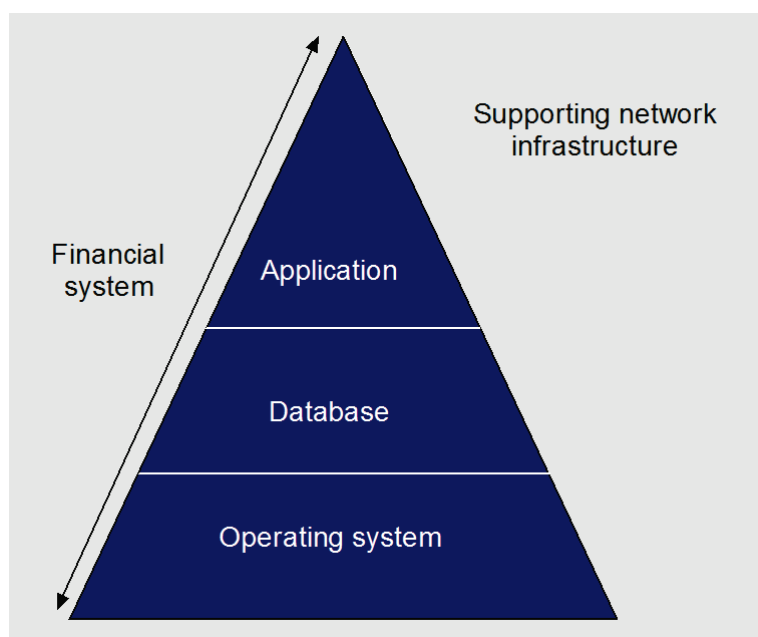 Supporting network
infrastructure
Financial
system
Application
Database
Operating system